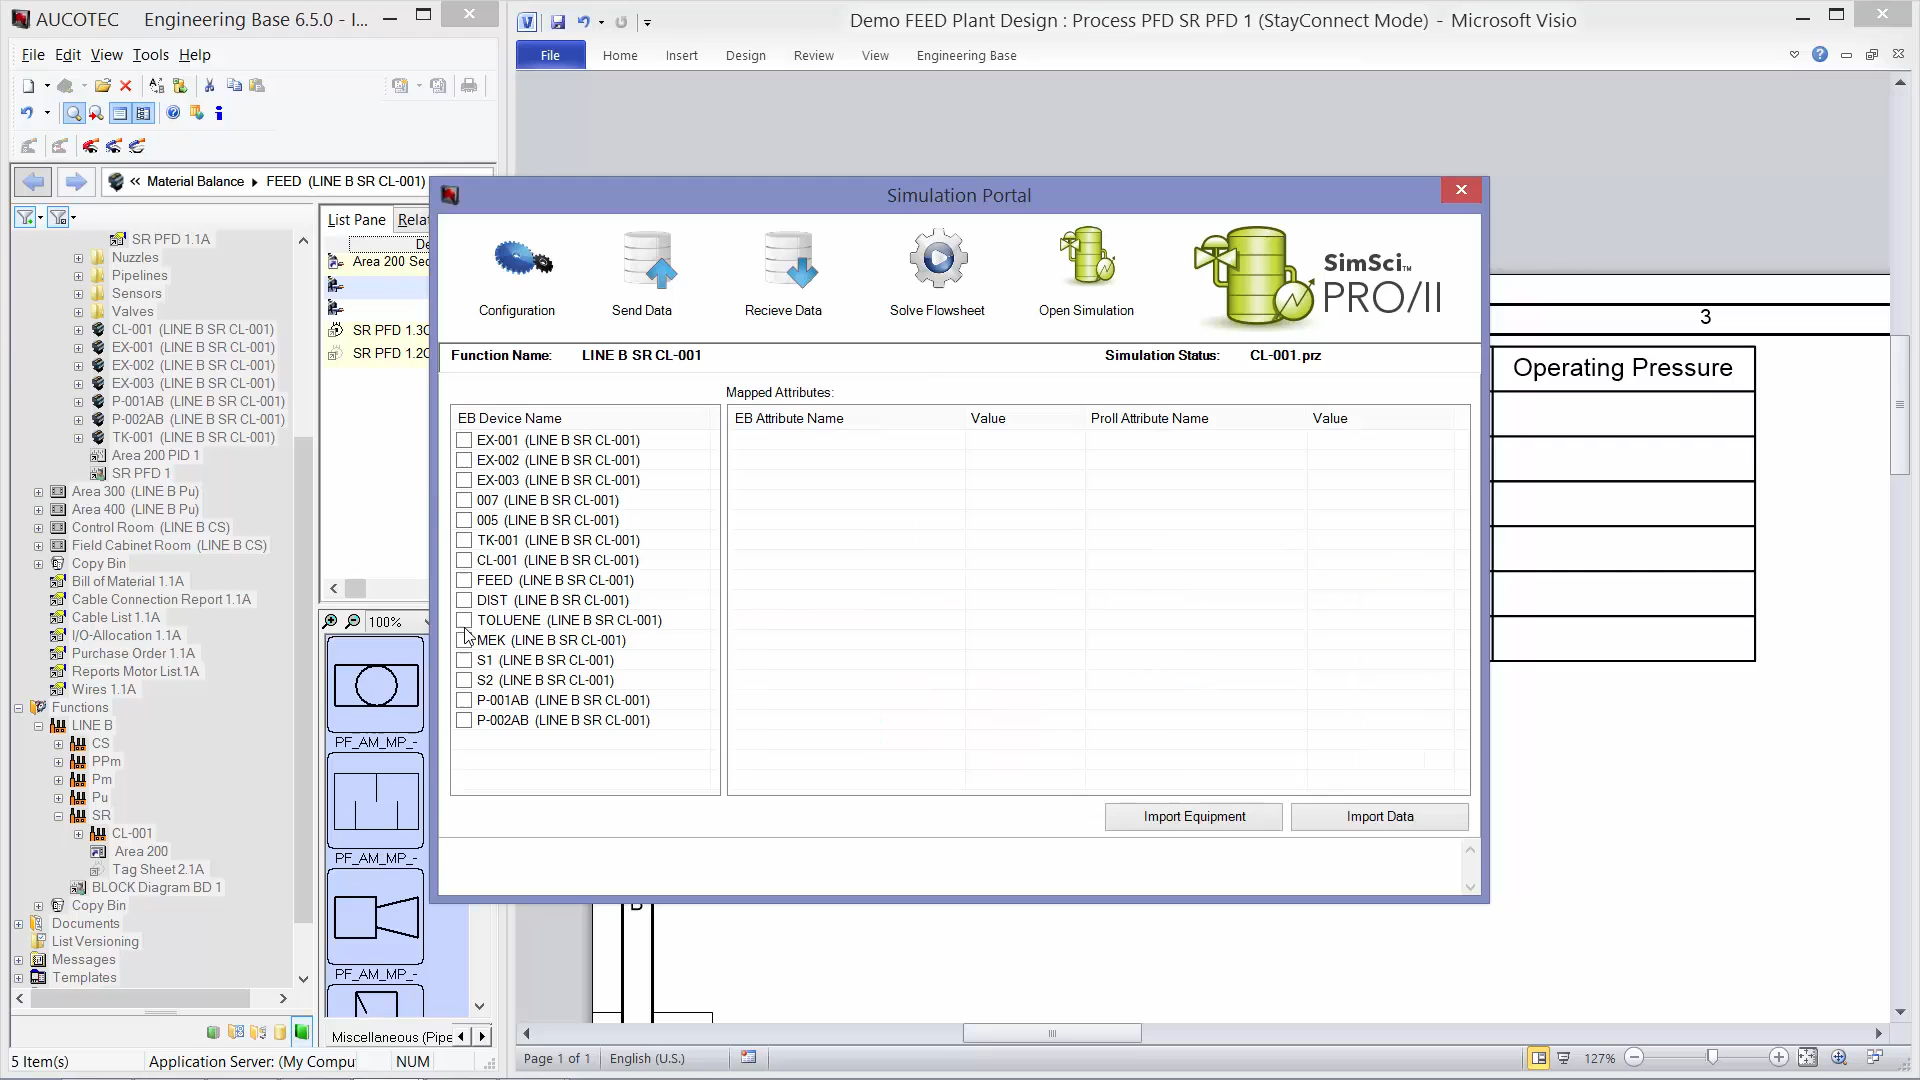 AUCOTEC Engineering Base 6.5.0 - I...
File Edit View Tools Help
« Material Balance FEED (LINE B SR CL-001)
SR PFD 1.1A
Nuzzles
Pipelines
Sensors
Valves
CL-001 (LINE B SR CL-001)
EX-001 (LINE B SR CL-001)
EX-002 (LINE B SR CL-001)
EX-003 (LINE B SR CL-001)
P-001AB (LINE B SR CL-001)
P-002AB (LINE B SR CL-001)
TK-001 (LINE B SR CL-001)
Area 200 PID 1
SR PFD 1
Area 300 (LINE B Pu)
Area 400 (LINE B Pu)
Control Room (LINE B CS)
Field Cabinet Room (LINE B CS)
Copy Bin
Bill of Material 1.1A
Cable Connection Report 1.1A
Cable List 1.1A
I/O-Allocation 1.1A
Purchase Order 1.1A
Reports Motor List.1A
Wires 1.1A
Functions
LINE B
CS
PPm
Pm
Pu
SR
CL-001
Area 200
Tag Sheet 2.1A
BLOCK Diagram BD 1
Copy Bin
Documents
List Versioning
Messages
Templates
5 Item(s) Application Server: (My Compu NUM
List Pane Rela
De
Area 200 Sec
SR PFD 1.3C
SR PFD 1.2C
100%
PF_AM_MP_-
PF_AM_MP_-
PF_AM_MP_-
Miscellaneous (Pipe
Demo FEED Plant Design : Process PFD SR PFD 1 (StayConnect Mode) - Microsoft Visio
File Home Insert Design Review View Engineering Base
3
Operating Pressure
Page 1 of 1 English (U.S.) 127%
Simulation Portal
Configuration Send Data Recieve Data Solve Flowsheet Open Simulation
SimSci™
PRO/II
Function Name: LINE B SR CL-001 Simulation Status: CL-001.prz
Mapped Attributes:
EB Device Name
EX-001 (LINE B SR CL-001)
EX-002 (LINE B SR CL-001)
EX-003 (LINE B SR CL-001)
007 (LINE B SR CL-001)
005 (LINE B SR CL-001)
TK-001 (LINE B SR CL-001)
CL-001 (LINE B SR CL-001)
FEED (LINE B SR CL-001)
DIST (LINE B SR CL-001)
TOLUENE (LINE B SR CL-001)
MEK (LINE B SR CL-001)
S1 (LINE B SR CL-001)
S2 (LINE B SR CL-001)
P-001AB (LINE B SR CL-001)
P-002AB (LINE B SR CL-001)
EB Attribute Name Value ProII Attribute Name Value
Import Equipment Import Data